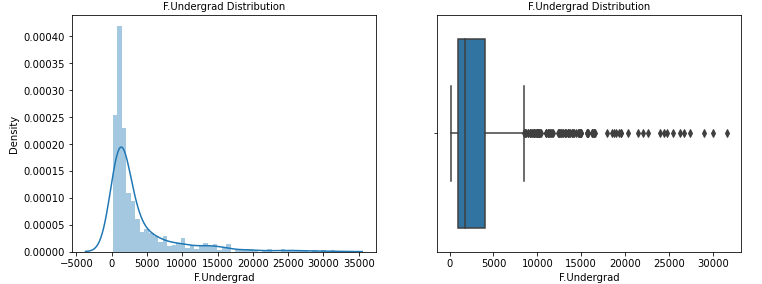 F.Undergrad Distribution
0.00040
0.00035
0.00030
0.00025
0.00020
0.00015
0.00010
0.00005
0.00000
Density
−5000 0 5000 10000 15000 20000 25000 30000 35000
F.Undergrad
F.Undergrad Distribution
0 5000 10000 15000 20000 25000 30000
F.Undergrad